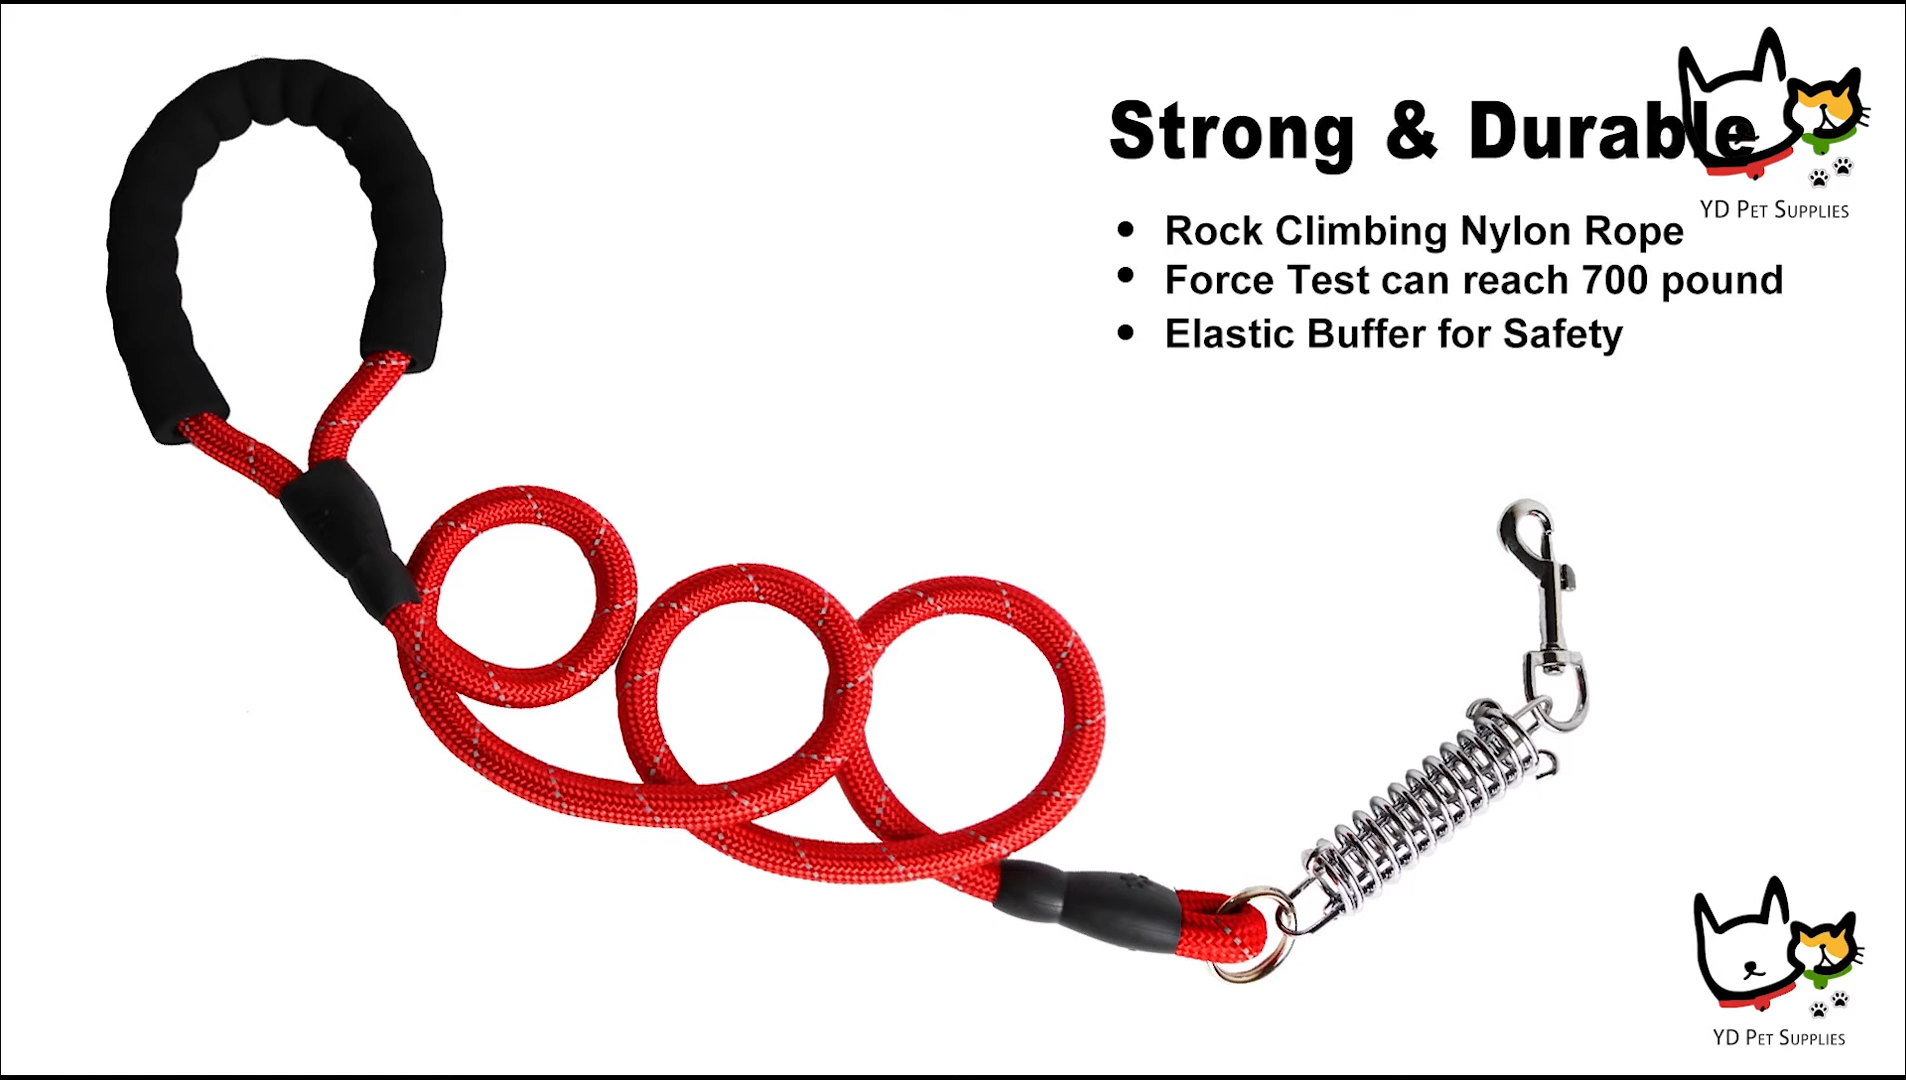 Strong & Durable
YD Pet Supplies
• Rock Climbing Nylon Rope
• Force Test can reach 700 pound
• Elastic Buffer for Safety
YD Pet Supplies